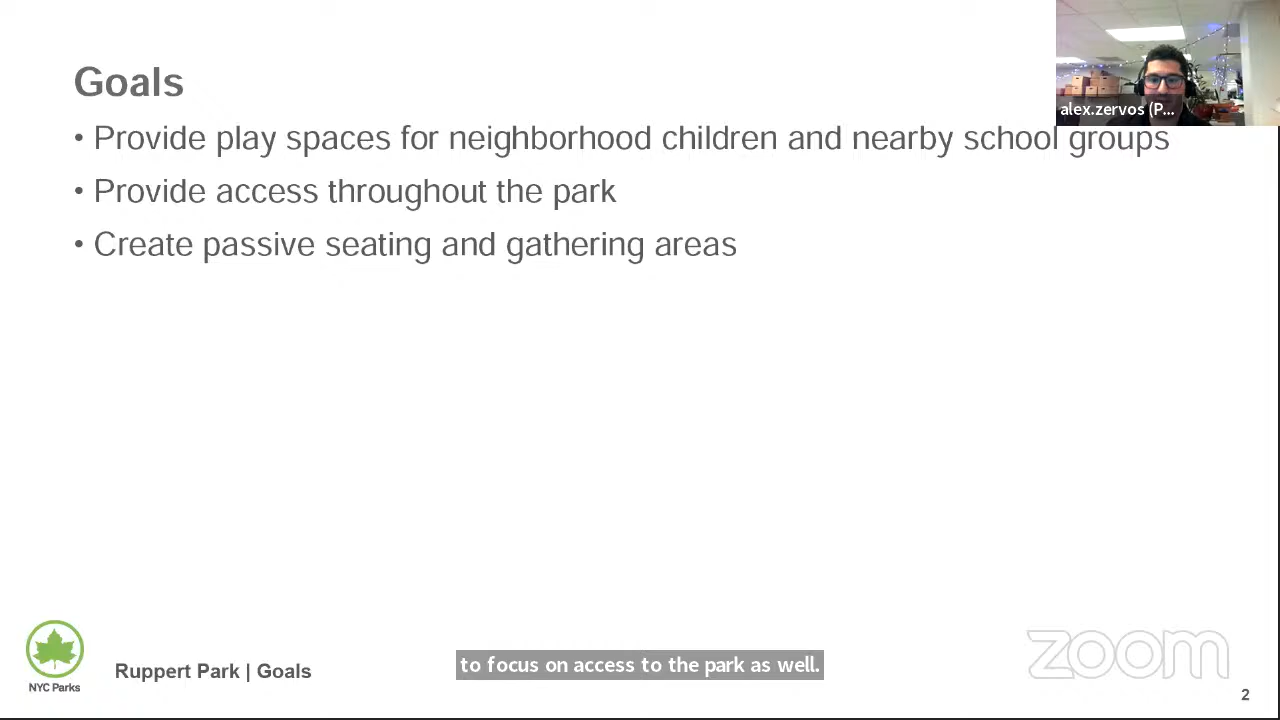 Goals
• Provide play spaces for neighborhood children and nearby school groups
• Provide access throughout the park
• Create passive seating and gathering areas
alex.zervos (P...
to focus on access to the park as well.
zoom
NYC Parks
Ruppert Park | Goals
2